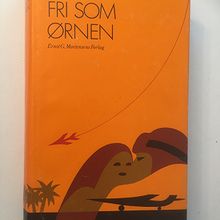 FRI SOM
ØRNEN
Ernst G. Mortensens Forlag